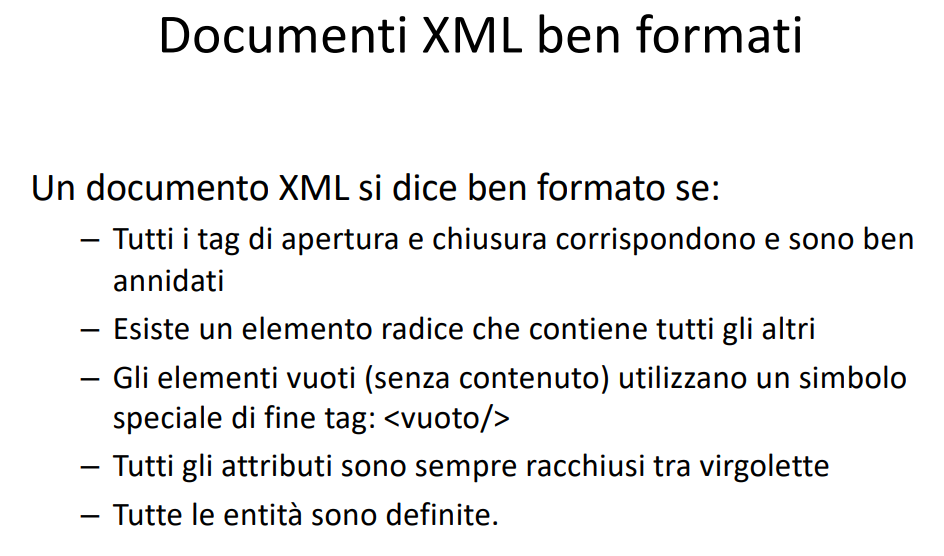 Documenti XML ben formati
Un documento XML si dice ben formato se:
– Tutti i tag di apertura e chiusura corrispondono e sono ben
annidati
– Esiste un elemento radice che contiene tutti gli altri
– Gli elementi vuoti (senza contenuto) utilizzano un simbolo
speciale di fine tag: <vuoto/>
– Tutti gli attributi sono sempre racchiusi tra virgolette
– Tutte le entità sono definite.